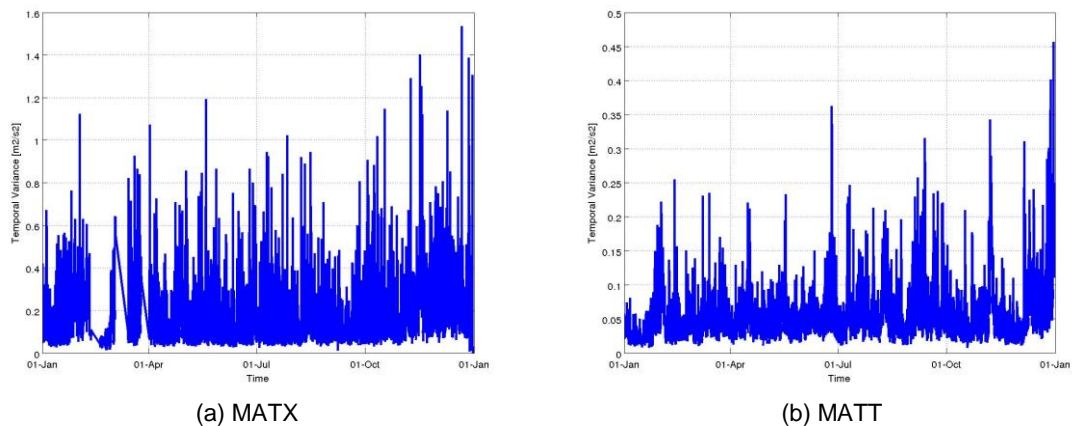 1.6
1.4
1.2
1
0.8
0.6
0.4
0.2
0
Temporal Variance [m2/s2]
01-Jan 01-Apr 01-Jul 01-Oct 01-Jan
Time
(a) MATX
0.5
0.45
0.4
0.35
0.3
0.25
0.2
0.15
0.1
0.05
0
Temporal Variance [m2/s2]
01-Jan 01-Apr 01-Jul 01-Oct 01-Jan
Time
(b) MATT